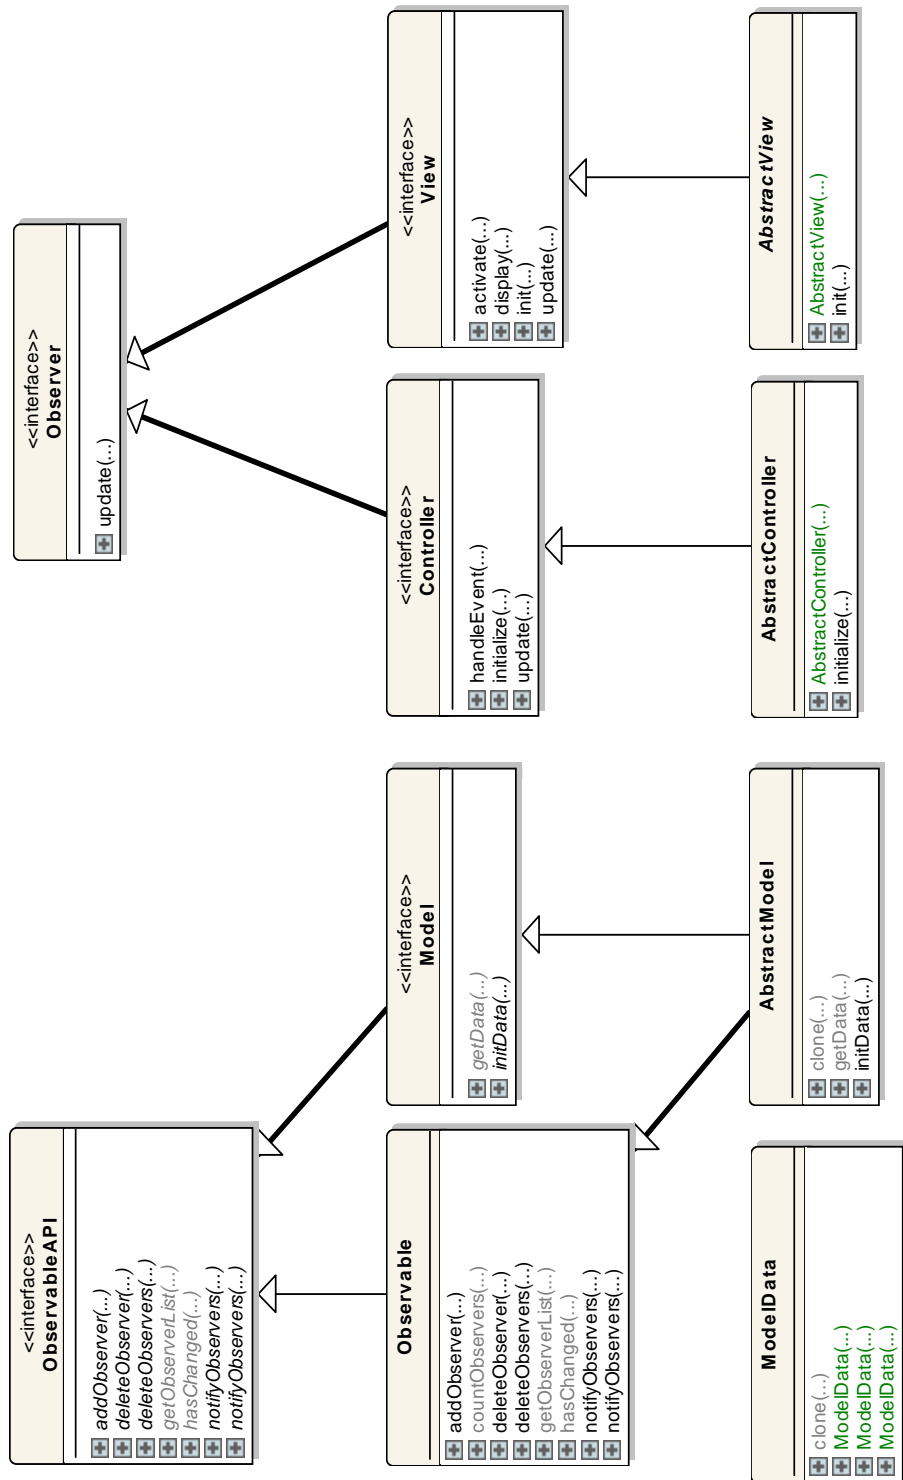 <<interface>>
ObservableAPI
addObserver(...)
deleteObserver(...)
deleteObservers(...)
getObserverList(...)
hasChanged(...)
notifyObservers(...)
notifyObservers(...)
<<interface>>
Observer
update(...)
Observable
addObserver(...)
countObservers(...)
deleteObserver(...)
deleteObservers(...)
getObserverList(...)
hasChanged(...)
notifyObservers(...)
notifyObservers(...)
<<interface>>
Model
getData(...)
initData(...)
<<interface>>
Controller
handleEvent(...)
initialize(...)
update(...)
<<interface>>
View
activate(...)
display(...)
init(...)
update(...)
ModelData
clone(...)
ModelData(...)
ModelData(...)
ModelData(...)
AbstractModel
clone(...)
getData(...)
initData(...)
AbstractController
AbstractController(...)
initialize(...)
AbstractView
AbstractView(...)
init(...)